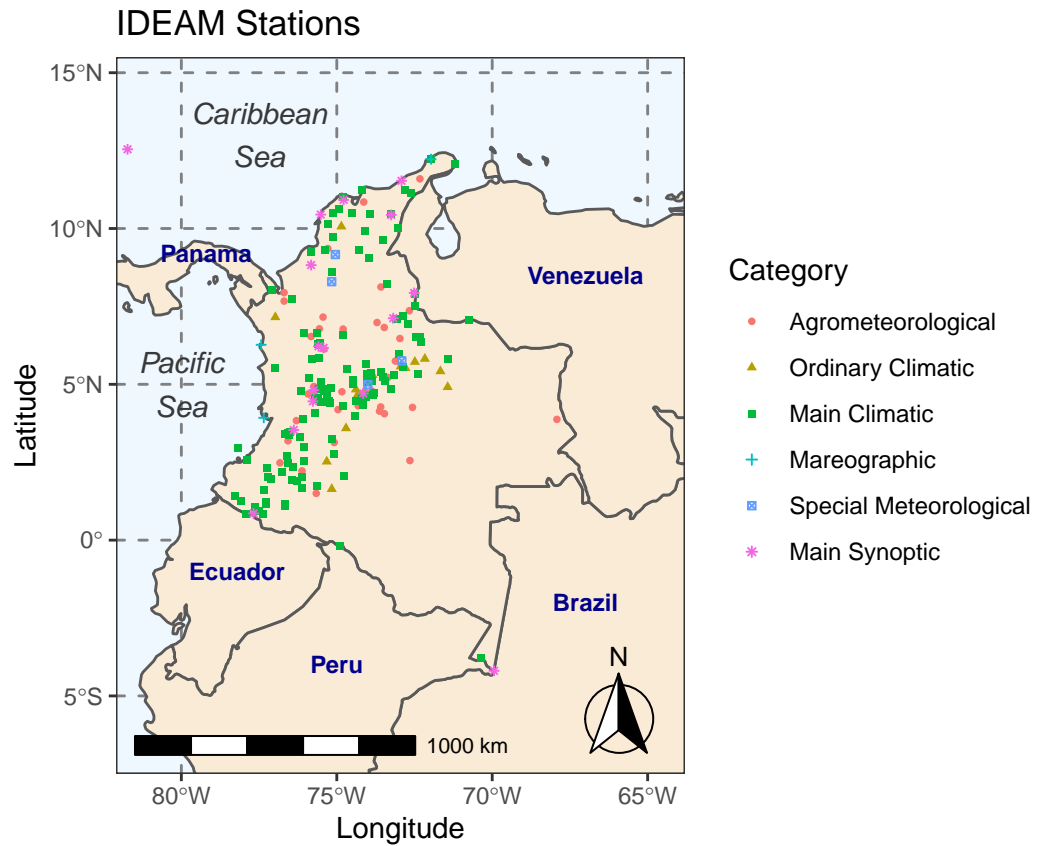 IDEAM Stations
15°N
10°N
5°N
0°
5°S
Latitude
Caribbean
Sea
Panama
Venezuela
Pacific
Sea
Ecuador
Brazil
Peru
N
1000 km
80°W
75°W
70°W
65°W
Longitude
Category
Agrometeorological
Ordinary Climatic
Main Climatic
Mareographic
Special Meteorological
Main Synoptic